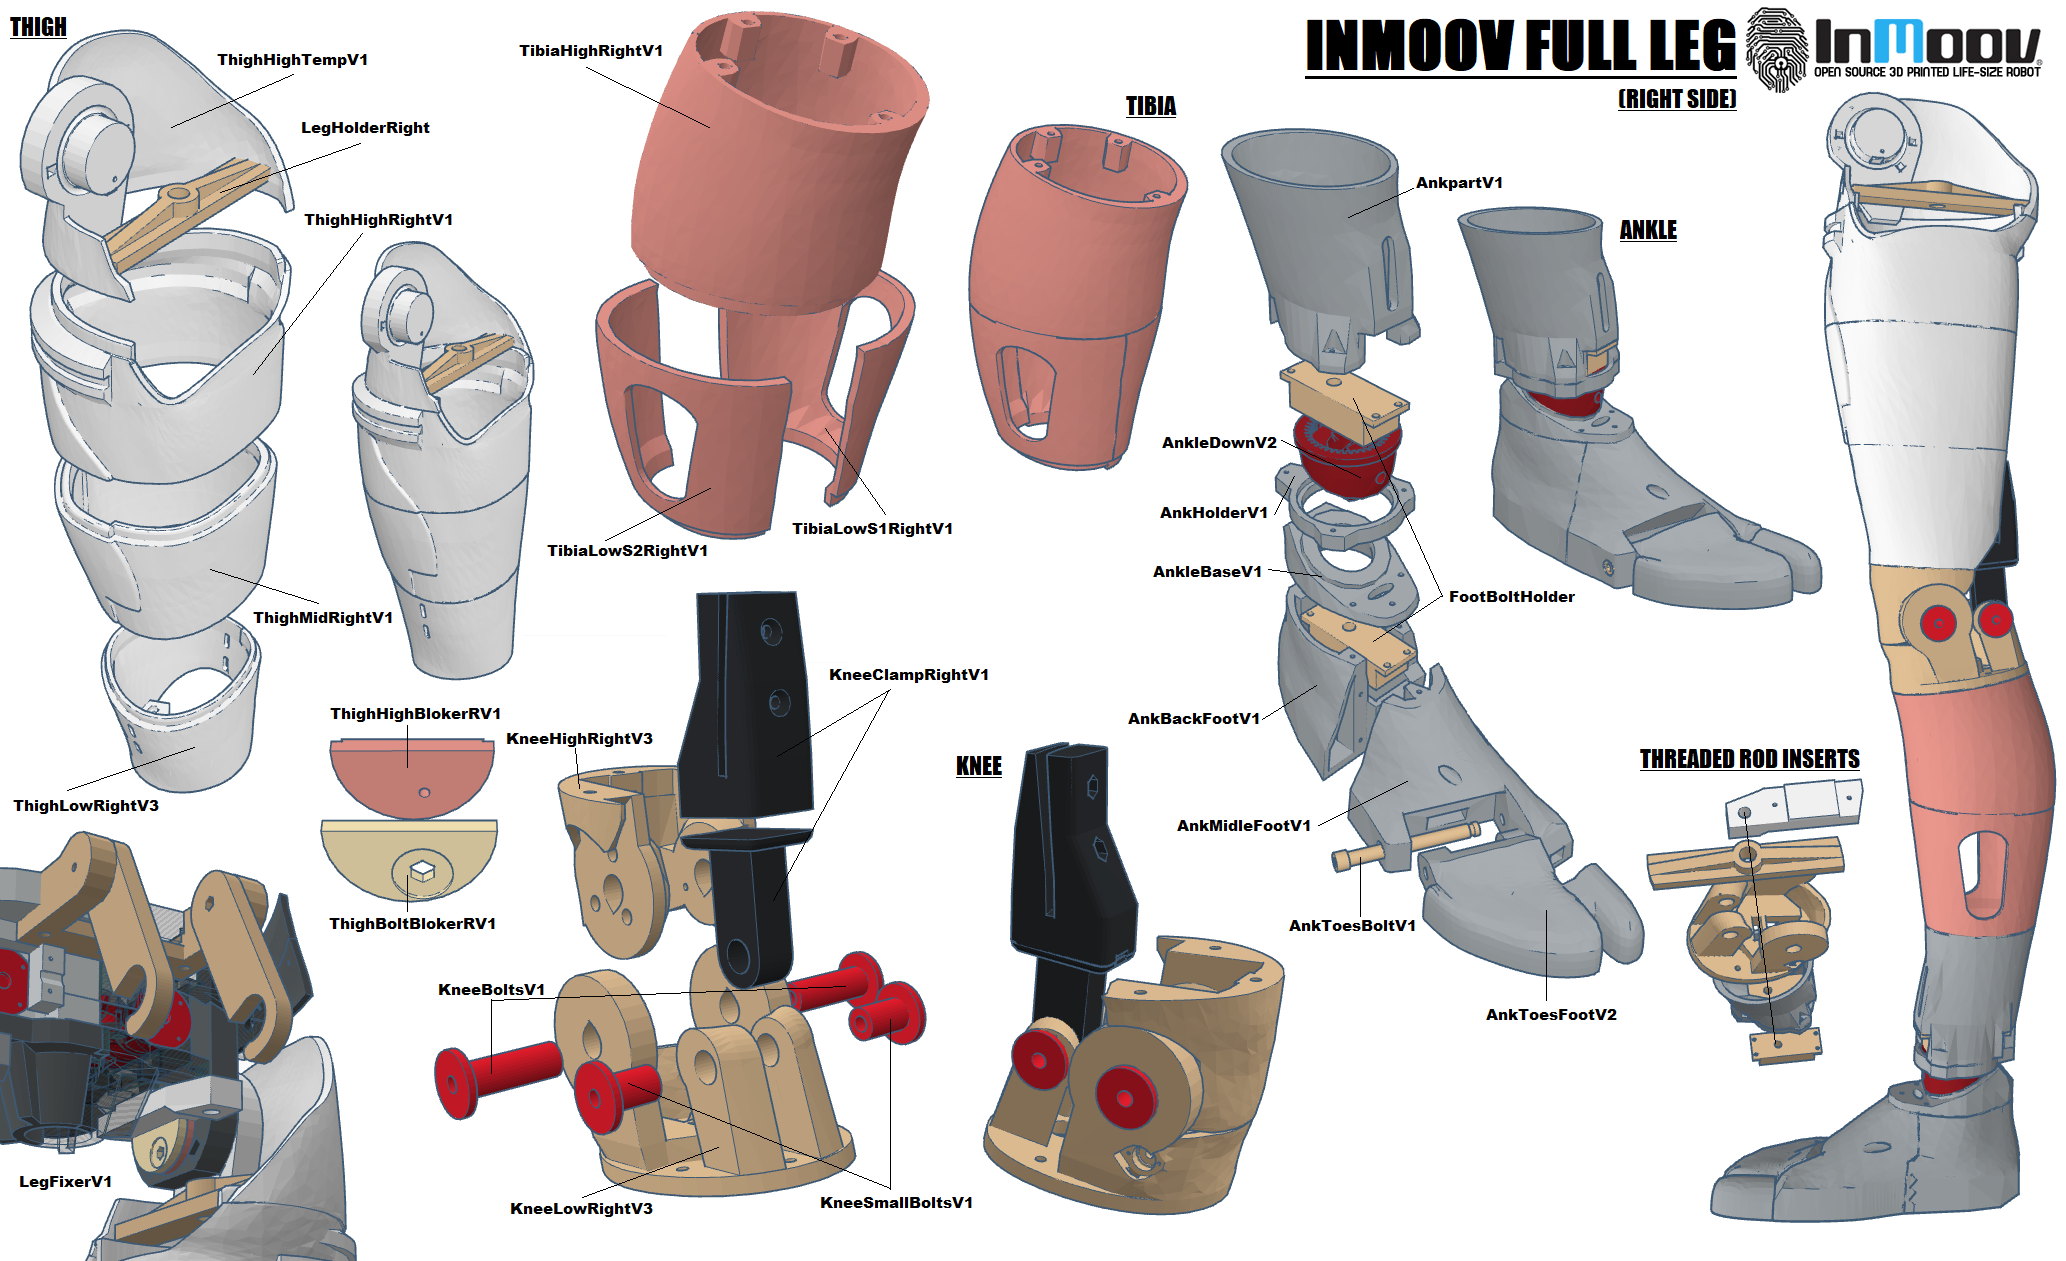 THIGH
ThighHighTempV1
LegHolderRight
ThighHighRightV1
ThighMidRightV1
ThighLowRightV3
ThighHighBlokerRV1
ThighBoltBlokerRV1
LegFixerV1
TibiaHighRightV1
TIBIA
TibiaLowS2RightV1
TibiaLowS1RightV1
KneeClampRightV1
KneeHighRightV3
KNEE
KneeBoltsV1
KneeLowRightV3
KneeSmallBoltsV1
INMOOV FULL LEG
(RIGHT SIDE)
InMoov
OPEN SOURCE 3D PRINTED LIFE-SIZE ROBOT
AnkpartV1
ANKLE
AnkleDownV2
AnkHolderV1
AnkleBaseV1
FootBoltHolder
AnkBackFootV1
AnkMidleFootV1
AnkToesBoltV1
AnkToesFootV2
THREADED ROD INSERTS